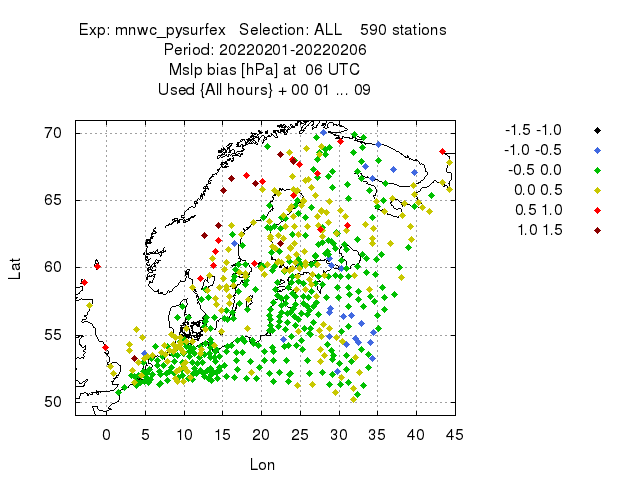 Exp: mnwc_pysurfex   Selection: ALL    590 stations
Period: 20220201-20220206
Mslp bias [hPa] at  06 UTC
Used {All hours} + 00 01 ... 09
70
65
60
55
50
Lat
0 5 10 15 20 25 30 35 40 45
Lon
-1.5 -1.0
-1.0 -0.5
-0.5 0.0
0.0 0.5
0.5 1.0
1.0 1.5